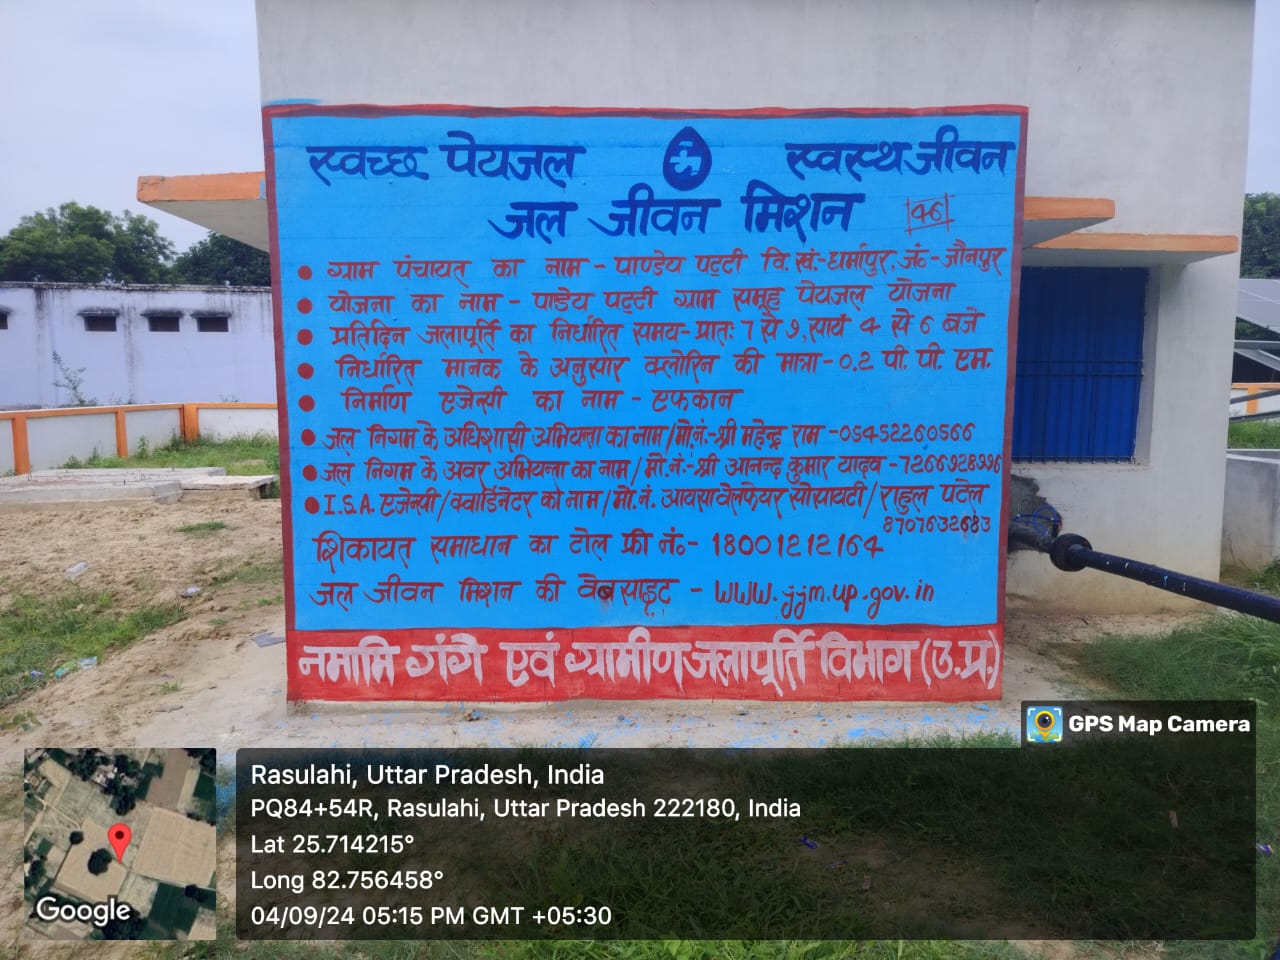 स्वच्छ पेयजल स्वस्थ जीवन
जल जीवन मिशन
46
• ग्राम पंचायत का नाम - पाण्डेय पट्टी वि.खं.-धर्मापुर, जं०-जौनपुर
• योजना का नाम - पाडेय पट्टी ग्राम समूह पेयजल योजना
• प्रतिदिन जलापूर्ति का निर्धारित समय- प्रात: 7 से 9, सायं 4 से 6 बजे
• निर्धारित मानक के अनुसार क्लोरिन की मात्रा - 0.2 पी. पी. एम.
• निर्माण एजेन्सी का नाम - एफकान
• जल निगम के अधिशासी अभियन्ता का नाम/मो.नं.-श्री महेन्द्र राम -05452260566
• जल निगम के अवर अभियन्ता का नाम/मो.नं.-श्री आनन्द कुमार यादव -7266928996
• I.S.A. एजेन्सी/क्वार्डिनेटर का नाम/मो.नं. आयसा वेलफेयर सोसायटी/राहुल पटेल
8707632683
शिकायत समाधान का टोल फ्री नं०- 18001212164
जल जीवन मिशन की वेबसाइट - www.jjm.up.gov.in
नमामि गंगे एवं ग्रामीण जलापूर्ति विभाग (उ.प्र.)
GPS Map Camera
Rasulahi, Uttar Pradesh, India
PQ84+54R, Rasulahi, Uttar Pradesh 222180, India
Lat 25.714215°
Long 82.756458°
04/09/24 05:15 PM GMT +05:30
Google